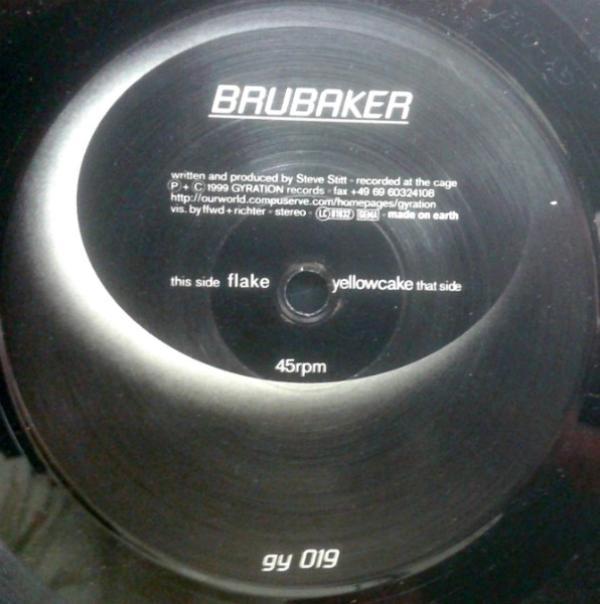 BRUBAKER
written and produced by Steve Stitt - recorded at the cage
Ⓟ + Ⓒ 1999 GYRATION records - fax +49 69 60324108
http://ourworld.compuserve.com/homepages/gyration
vis. by ffwd + richter - stereo - LC GEMA - made on earth
this side flake yellowcake that side
45rpm
gy 019